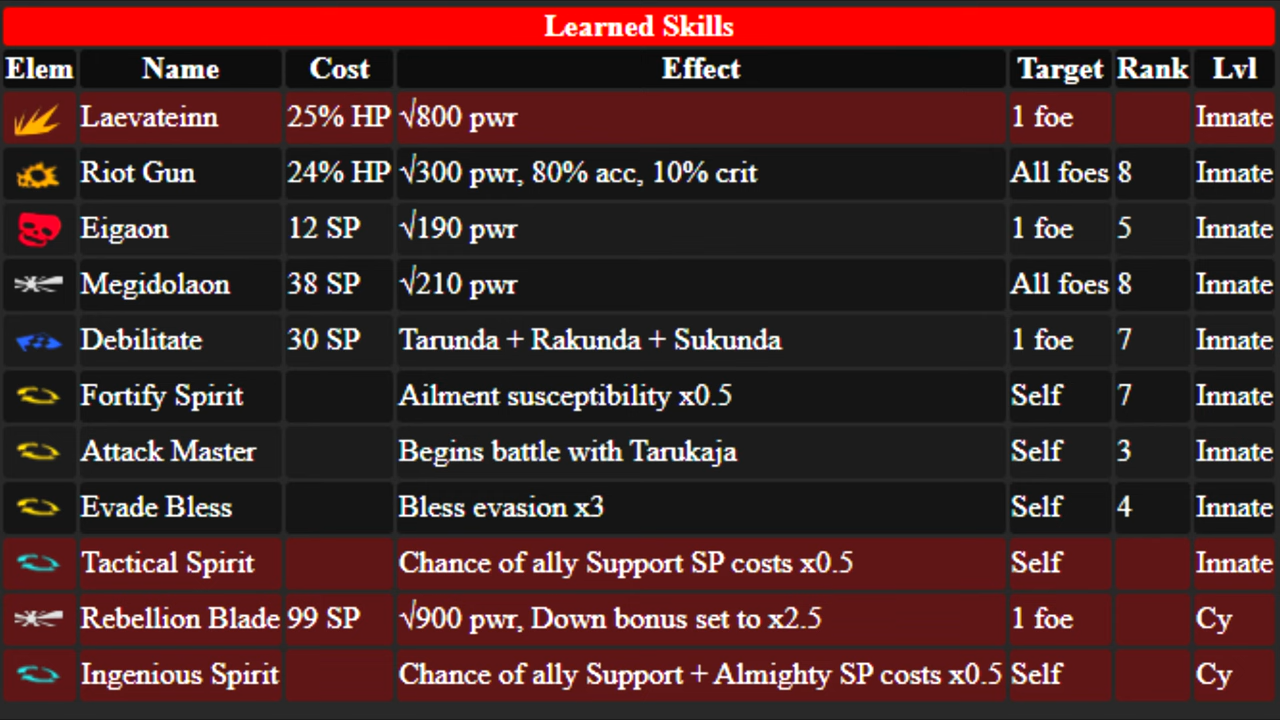 Learned Skills
Elem Name Cost Effect Target Rank Lvl
Laevateinn 25% HP √800 pwr 1 foe Innate
Riot Gun 24% HP √300 pwr, 80% acc, 10% crit All foes 8 Innate
Eigaon 12 SP √190 pwr 1 foe 5 Innate
Megidolaon 38 SP √210 pwr All foes 8 Innate
Debilitate 30 SP Tarunda + Rakunda + Sukunda 1 foe 7 Innate
Fortify Spirit Ailment susceptibility x0.5 Self 7 Innate
Attack Master Begins battle with Tarukaja Self 3 Innate
Evade Bless Bless evasion x3 Self 4 Innate
Tactical Spirit Chance of ally Support SP costs x0.5 Self Innate
Rebellion Blade 99 SP √900 pwr, Down bonus set to x2.5 1 foe Cy
Ingenious Spirit Chance of ally Support + Almighty SP costs x0.5 Self Cy